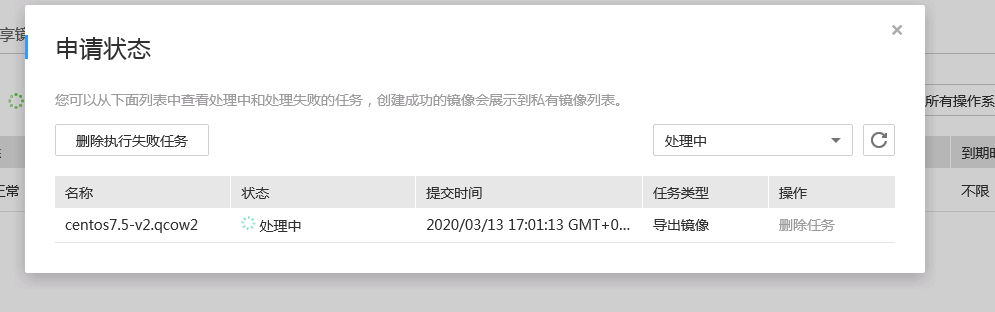 享镜
申请状态
您可以从下面列表中查看处理中和处理失败的任务，创建成功的镜像会展示到私有镜像列表。
所有操作系
删除执行失败任务
处理中
到期时
名称 状态 提交时间 任务类型 操作
正常
不限
centos7.5-v2.qcow2 处理中 2020/03/13 17:01:13 GMT+0... 导出镜像 删除任务